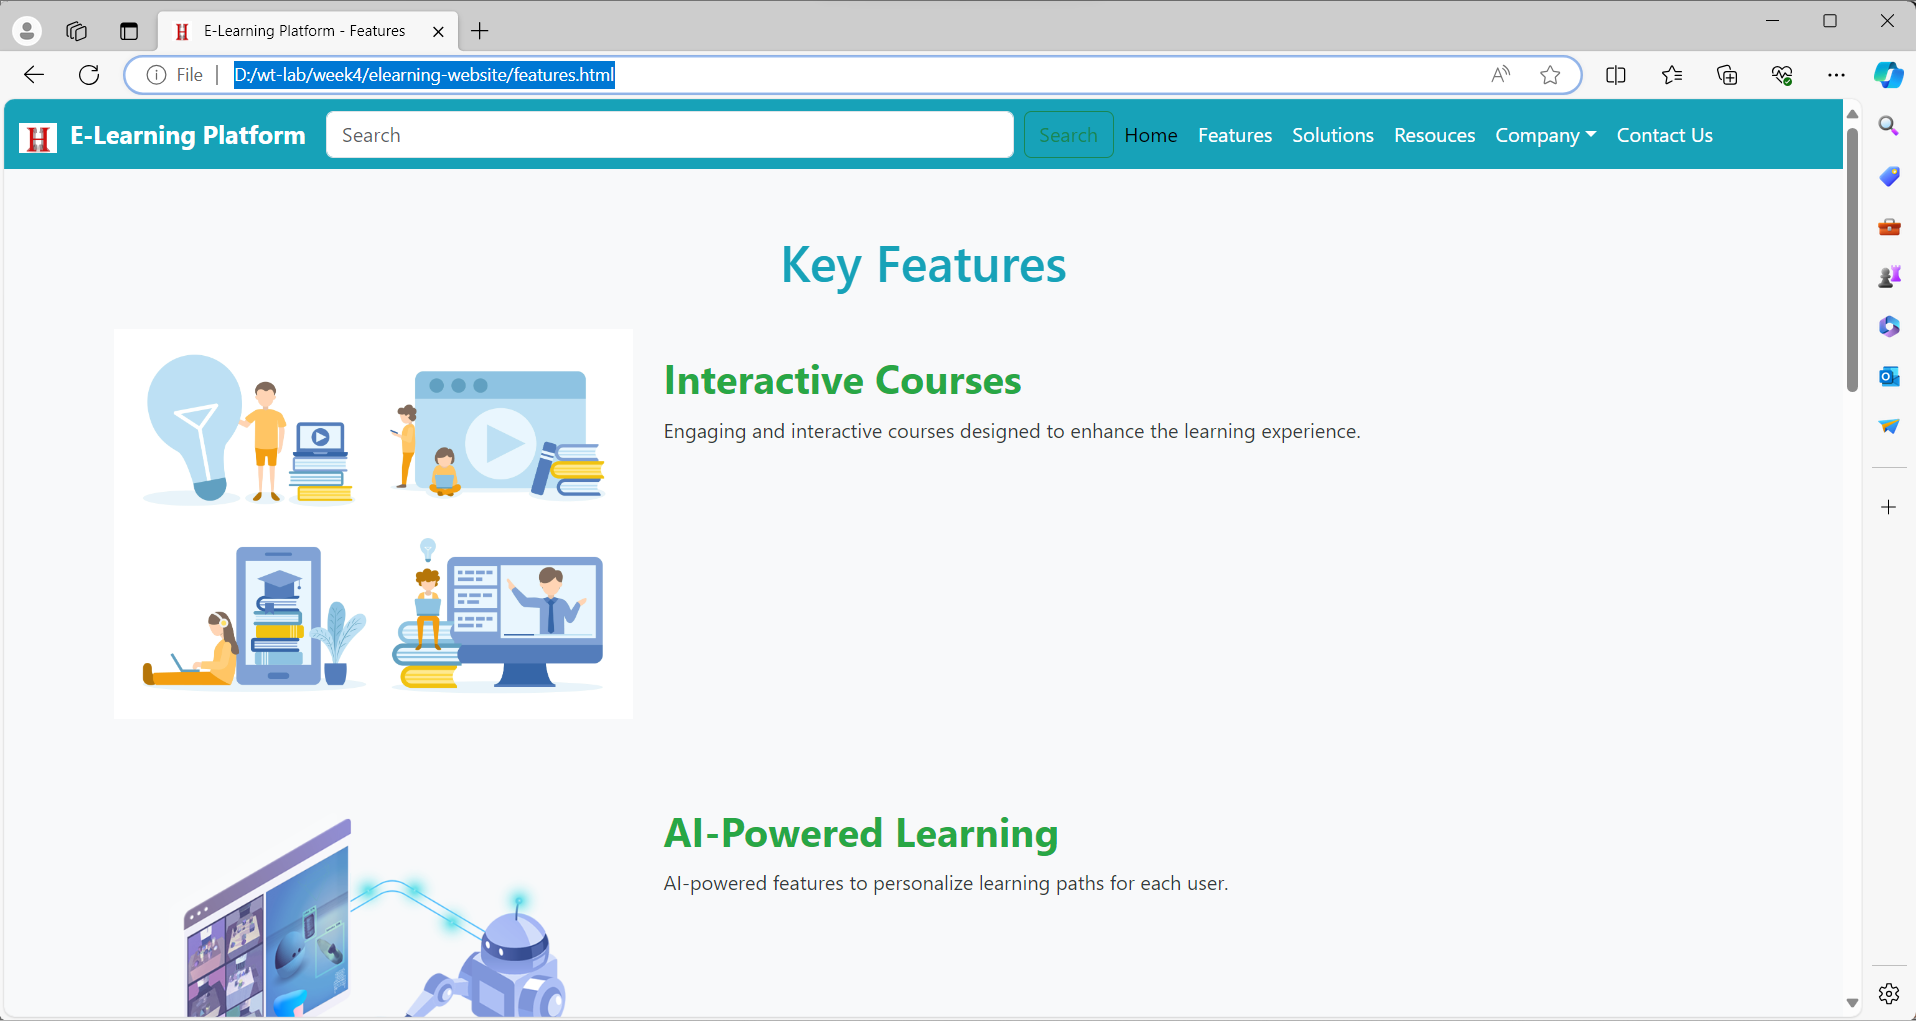 E-Learning Platform - Features
File
D:/wt-lab/week4/elearning-website/features.html
E-Learning Platform
Search
Search
Home
Features
Solutions
Resouces
Company
Contact Us
Key Features
Interactive Courses
Engaging and interactive courses designed to enhance the learning experience.
AI-Powered Learning
AI-powered features to personalize learning paths for each user.